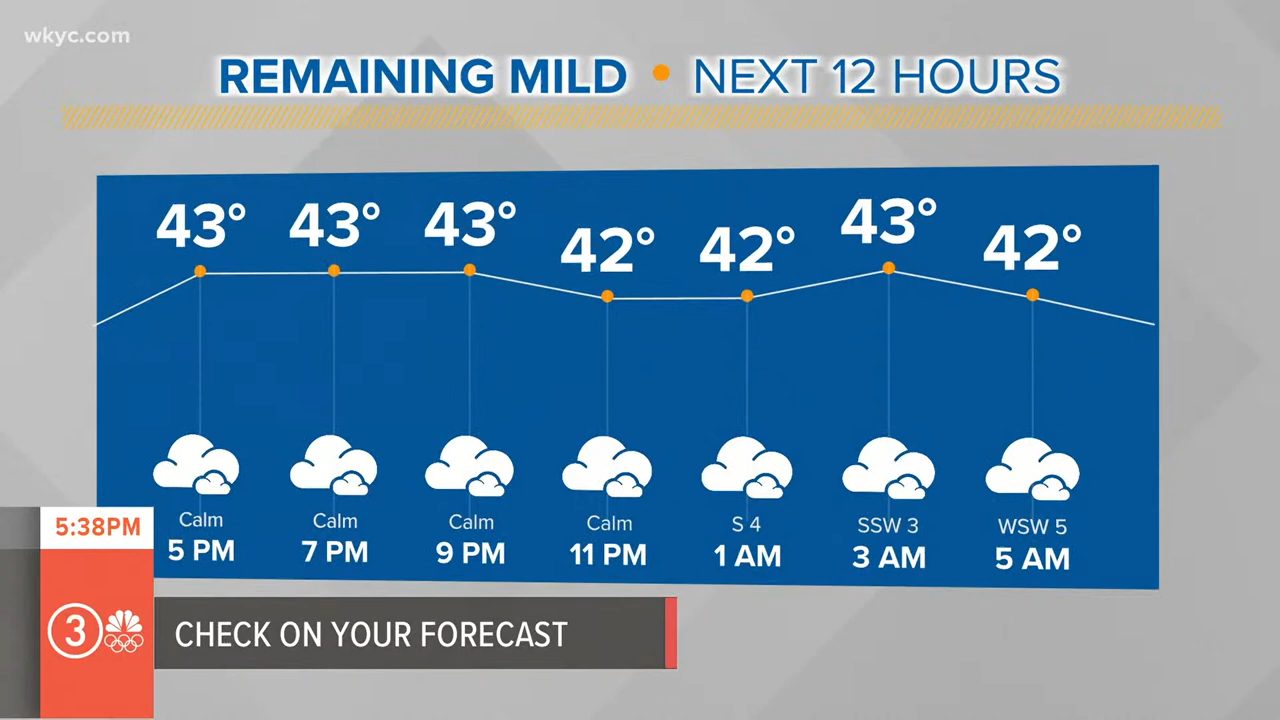 wkyc.com
REMAINING MILD • NEXT 12 HOURS
43° 43° 43° 42° 42° 43° 42°
Calm Calm Calm Calm S 4 SSW 3 WSW 5
5 PM 7 PM 9 PM 11 PM 1 AM 3 AM 5 AM
5:38PM
3
CHECK ON YOUR FORECAST